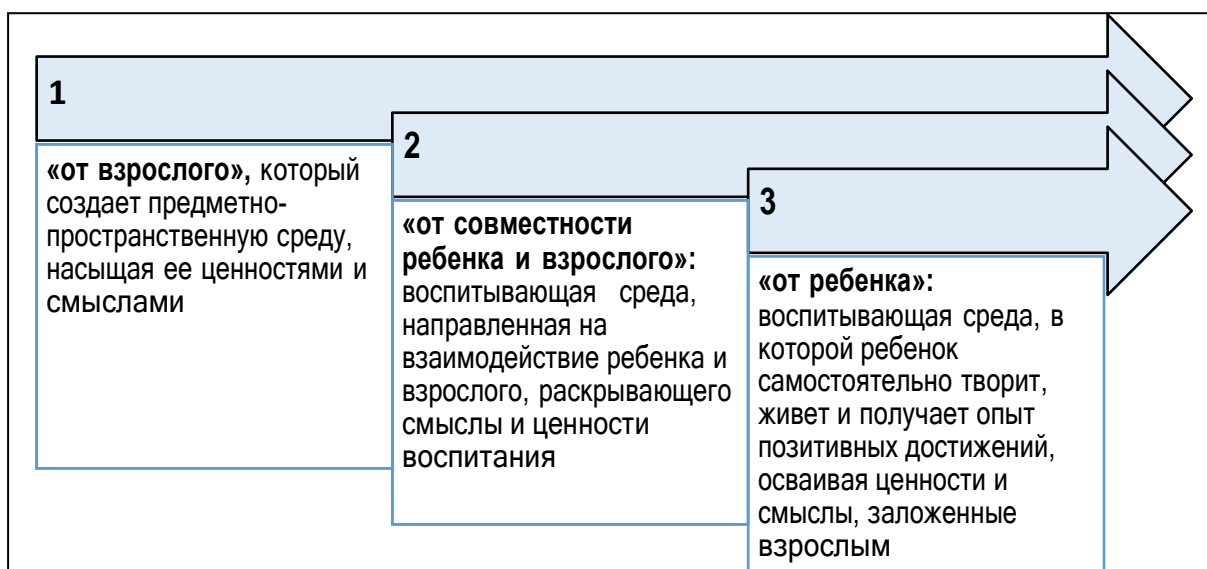 1
«от взрослого», который
создает предметно-
пространственную среду,
насыщая ее ценностями и
смыслами
2
«от совместности
ребенка и взрослого»:
воспитывающая среда,
направленная на
взаимодействие ребенка и
взрослого, раскрывающего
смыслы и ценности
воспитания
3
«от ребенка»:
воспитывающая среда, в
которой ребенок
самостоятельно творит,
живет и получает опыт
позитивных достижений,
осваивая ценности и
смыслы, заложенные
взрослым